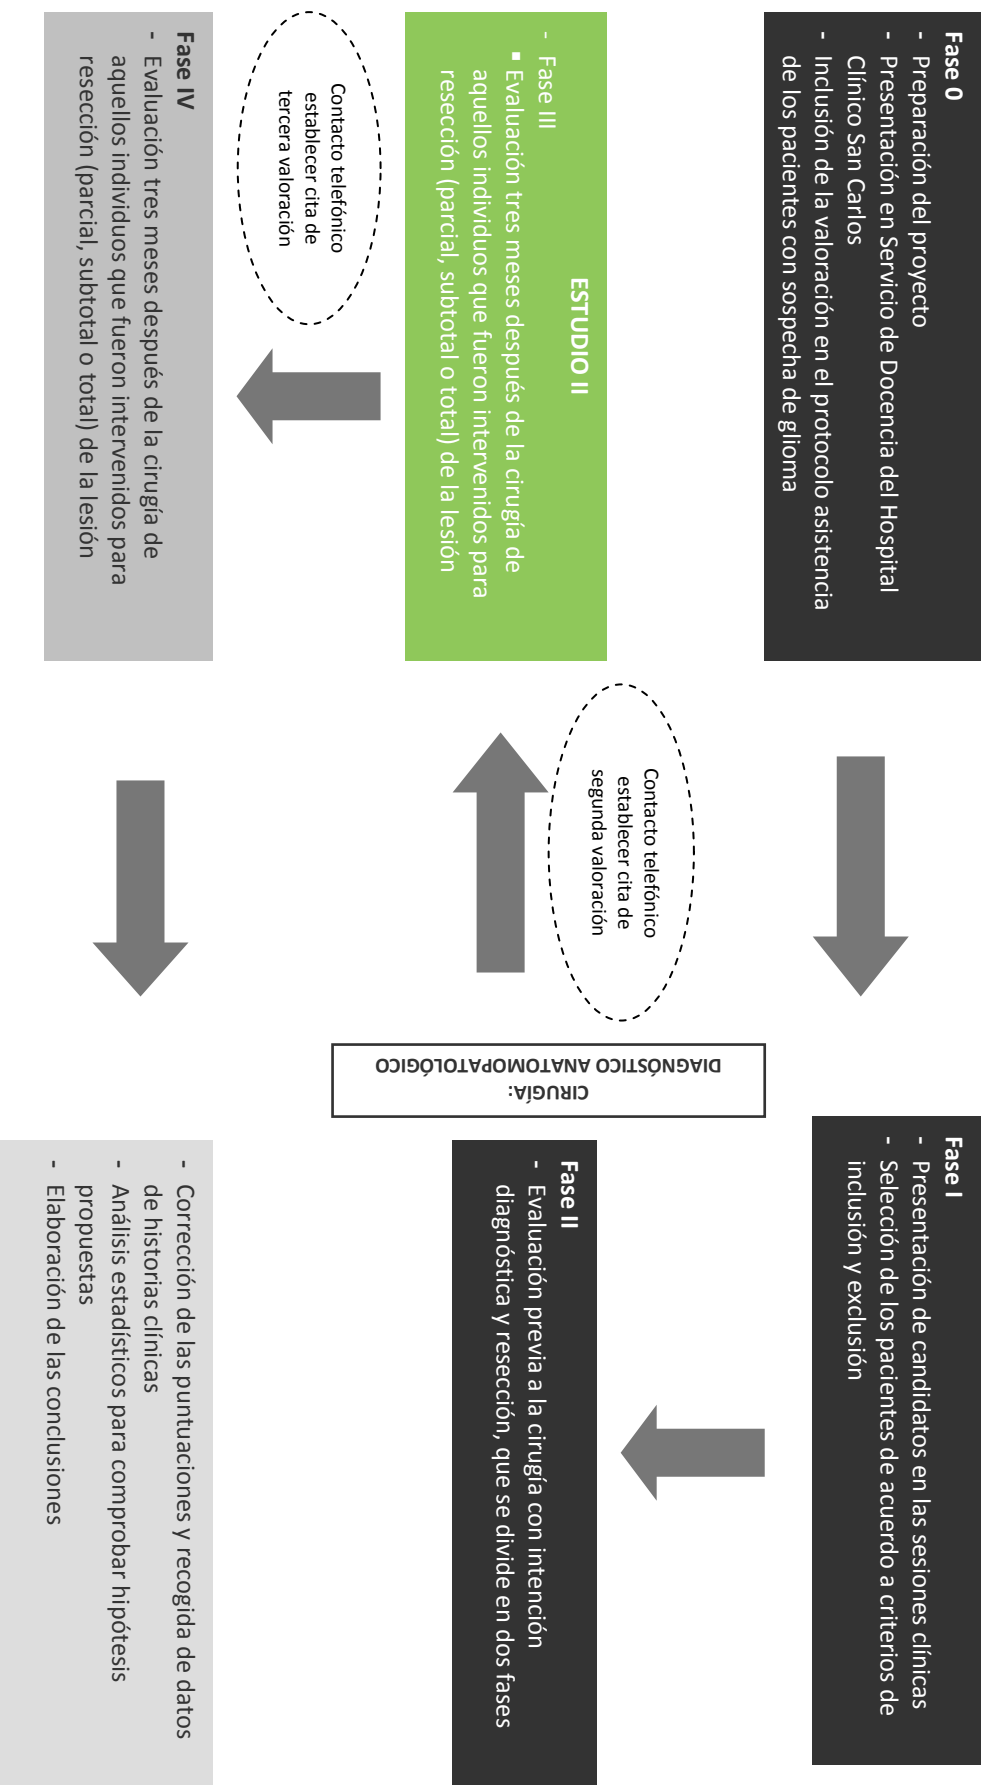 Fase 0
- Preparación del proyecto
- Presentación en Servicio de Docencia del Hospital
Clínico San Carlos
- Inclusión de la valoración en el protocolo asistencia
de los pacientes con sospecha de glioma
Fase I
- Presentación de candidatos en las sesiones clínicas
- Selección de los pacientes de acuerdo a criterios de
inclusión y exclusión
Fase II
- Evaluación previa a la cirugía con intención
diagnóstica y resección, que se divide en dos fases
CIRUGÍA:
DIAGNÓSTICO ANATOMOPATOLÓGICO
Contacto telefónico
establecer cita de
segunda valoración
ESTUDIO II
- Fase III
▪ Evaluación tres meses después de la cirugía de
aquellos individuos que fueron intervenidos para
resección (parcial, subtotal o total) de la lesión
Contacto telefónico
establecer cita de
tercera valoración
Fase IV
- Evaluación tres meses después de la cirugía de
aquellos individuos que fueron intervenidos para
resección (parcial, subtotal o total) de la lesión
- Corrección de las puntuaciones y recogida de datos
de historias clínicas
- Análisis estadísticos para comprobar hipótesis
propuestas
- Elaboración de las conclusiones